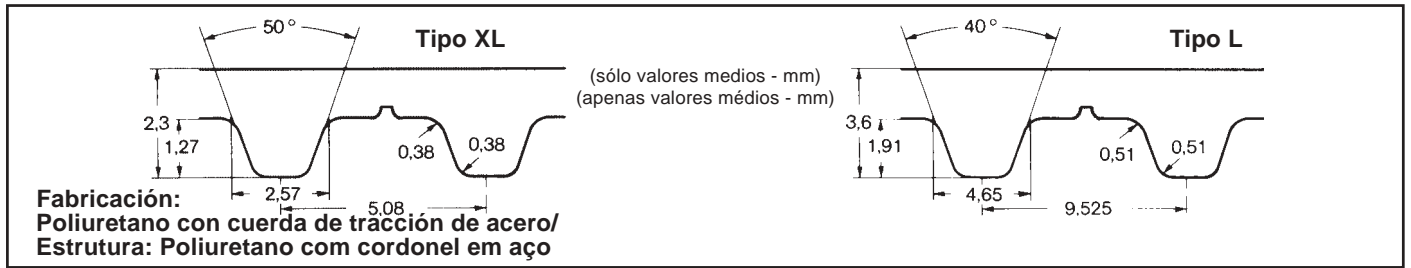 50°
Tipo XL
2,3
1,27
0,38
0,38
2,57
5,08
(sólo valores medios - mm)
(apenas valores médios - mm)
40°
Tipo L
3,6
1,91
0,51
0,51
4,65
9,525
Fabricación:
Poliuretano con cuerda de tracción de acero/
Estrutura: Poliuretano com cordonel em aço